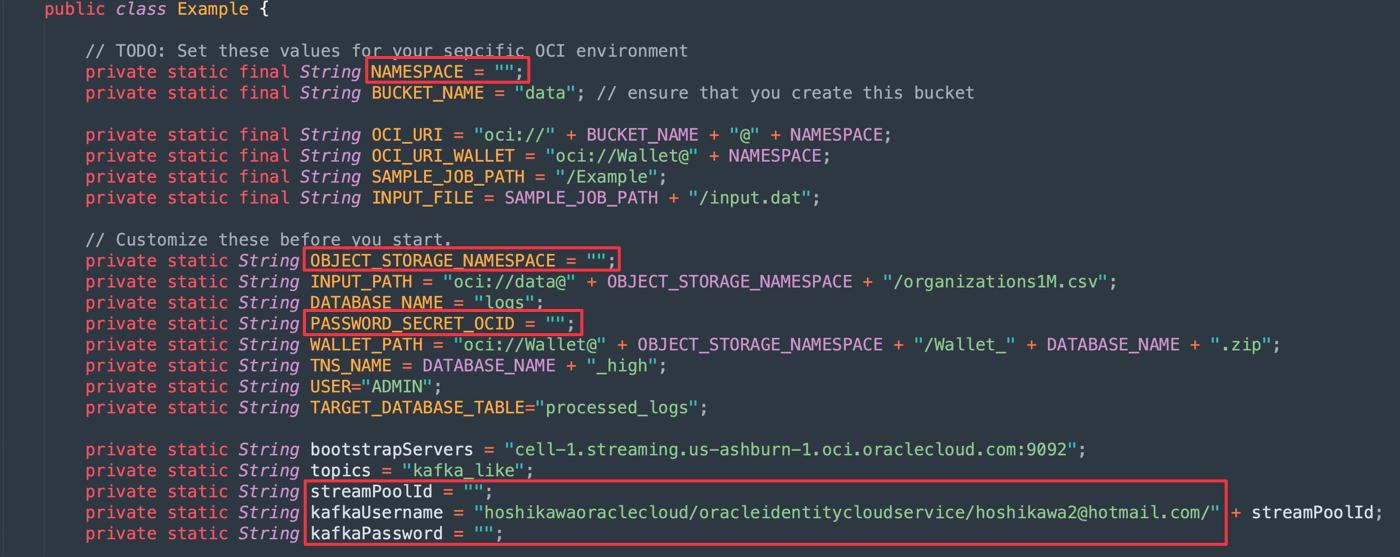 public class Example {
// TODO: Set these values for your sepcific OCI environment
private static final String NAMESPACE = "";
private static final String BUCKET_NAME = "data"; // ensure that you create this bucket
private static final String OCI_URI = "oci://" + BUCKET_NAME + "@" + NAMESPACE;
private static final String OCI_URI_WALLET = "oci://Wallet@" + NAMESPACE;
private static final String SAMPLE_JOB_PATH = "/Example";
private static final String INPUT_FILE = SAMPLE_JOB_PATH + "/input.dat";
// Customize these before you start.
private static String OBJECT_STORAGE_NAMESPACE = "";
private static String INPUT_PATH = "oci://data@" + OBJECT_STORAGE_NAMESPACE + "/organizations1M.csv";
private static String DATABASE_NAME = "logs";
private static String PASSWORD_SECRET_OCID = "";
private static String WALLET_PATH = "oci://Wallet@" + OBJECT_STORAGE_NAMESPACE + "/Wallet_" + DATABASE_NAME + ".zip";
private static String TNS_NAME = DATABASE_NAME + "_high";
private static String USER="ADMIN";
private static String TARGET_DATABASE_TABLE="processed_logs";
private static String bootstrapServers = "cell-1.streaming.us-ashburn-1.oci.oraclecloud.com:9092";
private static String topics = "kafka_like";
private static String streamPoolId = "";
private static String kafkaUsername = "hoshikawaoraclecloud/oracleidentitycloudservice/hoshikawa2@hotmail.com/" + streamPoolId;
private static String kafkaPassword = "";